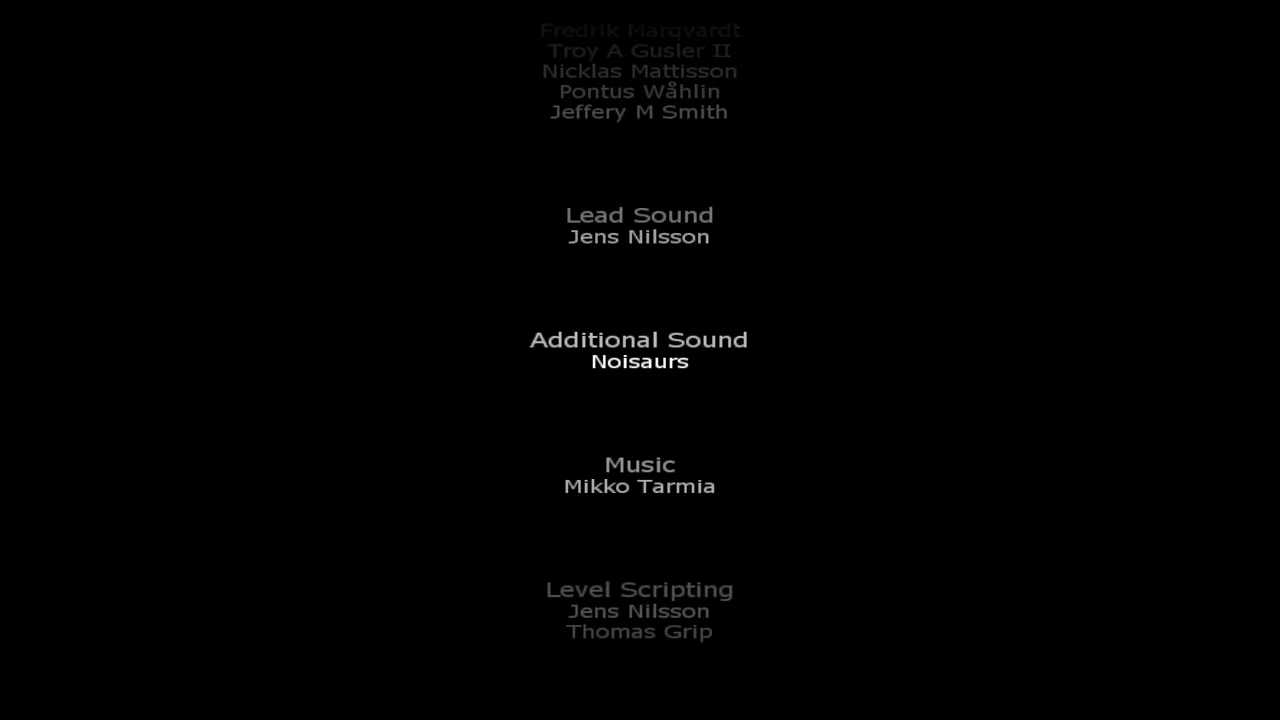 Fredrik Marqvardt
Troy A Gusler II
Nicklas Mattisson
Pontus Wåhlin
Jeffery M Smith
Lead Sound
Jens Nilsson
Additional Sound
Noisaurs
Music
Mikko Tarmia
Level Scripting
Jens Nilsson
Thomas Grip